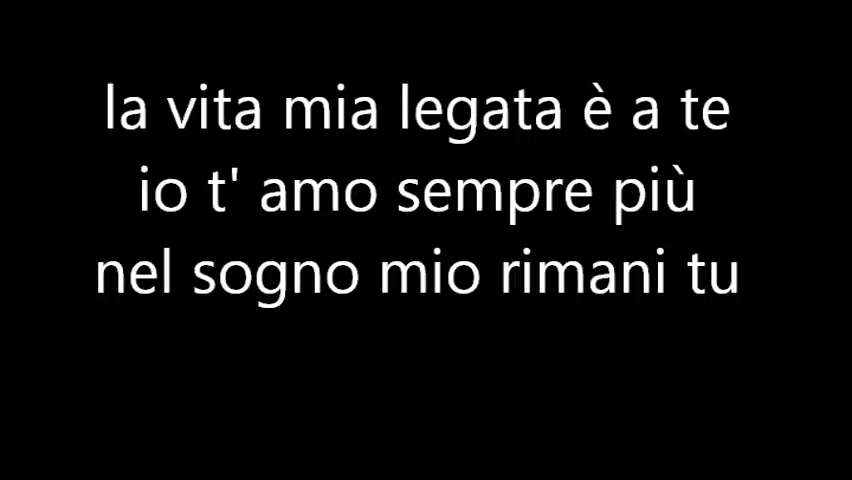 la vita mia legata è a te
io t' amo sempre più
nel sogno mio rimani tu